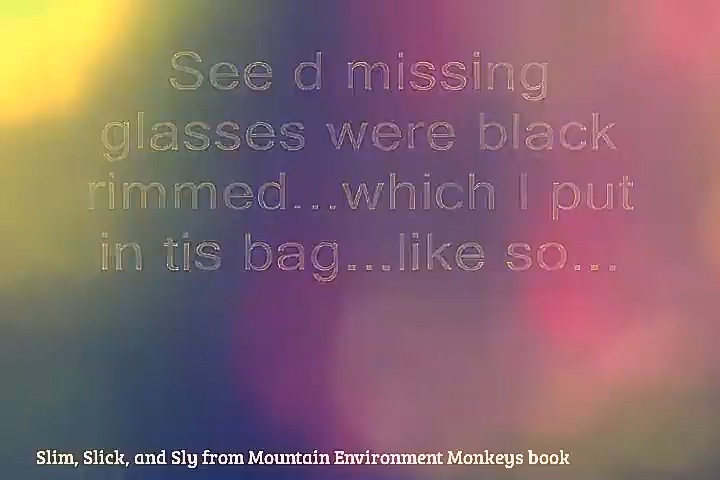 See d missing
glasses were black
rimmed...which I put
in tis bag...like so...
Slim, Slick, and Sly from Mountain Environment Monkeys book